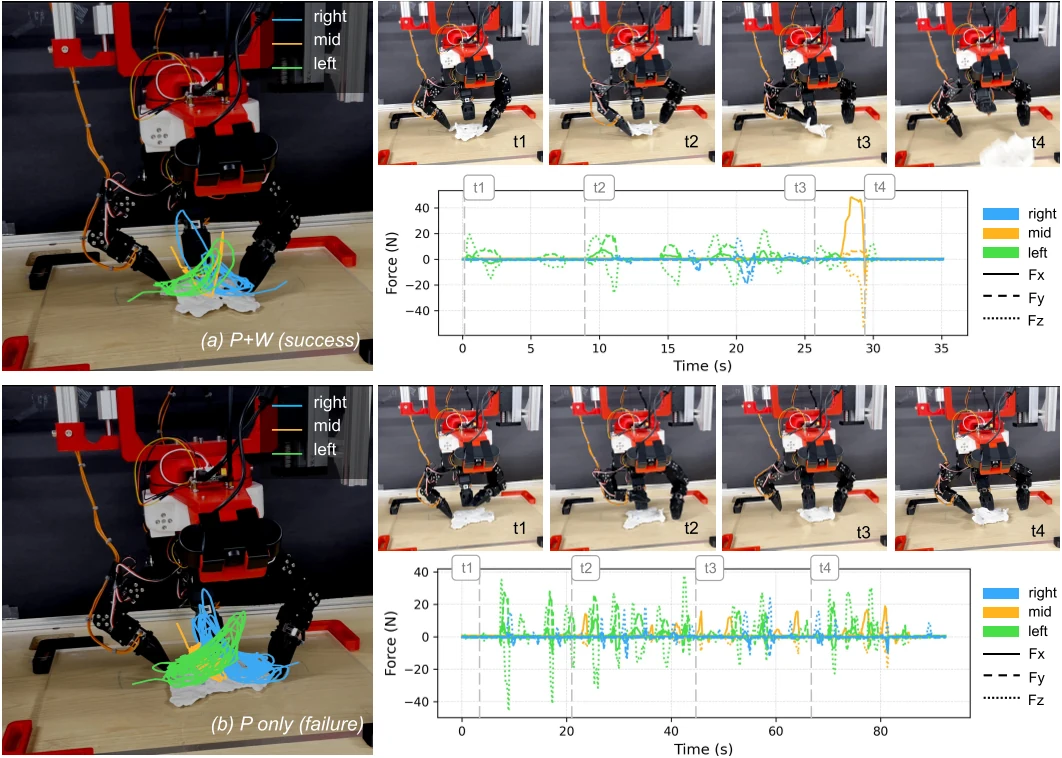 right
mid
left
(a) P+W (success)
t1
t2
t3
t4
t1
t2
t3
t4
40
20
0
−20
−40
Force (N)
0
5
10
15
20
25
30
35
Time (s)
right
mid
left
Fx
Fy
Fz
right
mid
left
(b) P only (failure)
t1
t2
t3
t4
t1
t2
t3
t4
40
20
0
−20
−40
Force (N)
0
20
40
60
80
Time (s)
right
mid
left
Fx
Fy
Fz